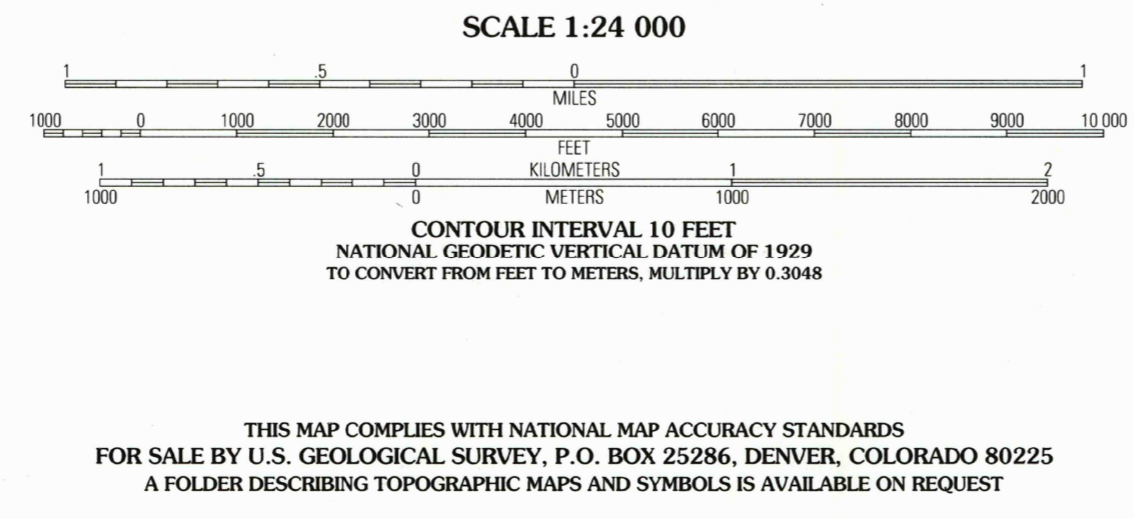 SCALE 1:24 000
1 .5 0 1
MILES
1000 0 1000 2000 3000 4000 5000 6000 7000 8000 9000 10 000
FEET
1 .5 0 KILOMETERS 1 2
1000 0 METERS 1000 2000
CONTOUR INTERVAL 10 FEET
NATIONAL GEODETIC VERTICAL DATUM OF 1929
TO CONVERT FROM FEET TO METERS, MULTIPLY BY 0.3048
THIS MAP COMPLIES WITH NATIONAL MAP ACCURACY STANDARDS
FOR SALE BY U.S. GEOLOGICAL SURVEY, P.O. BOX 25286, DENVER, COLORADO 80225
A FOLDER DESCRIBING TOPOGRAPHIC MAPS AND SYMBOLS IS AVAILABLE ON REQUEST